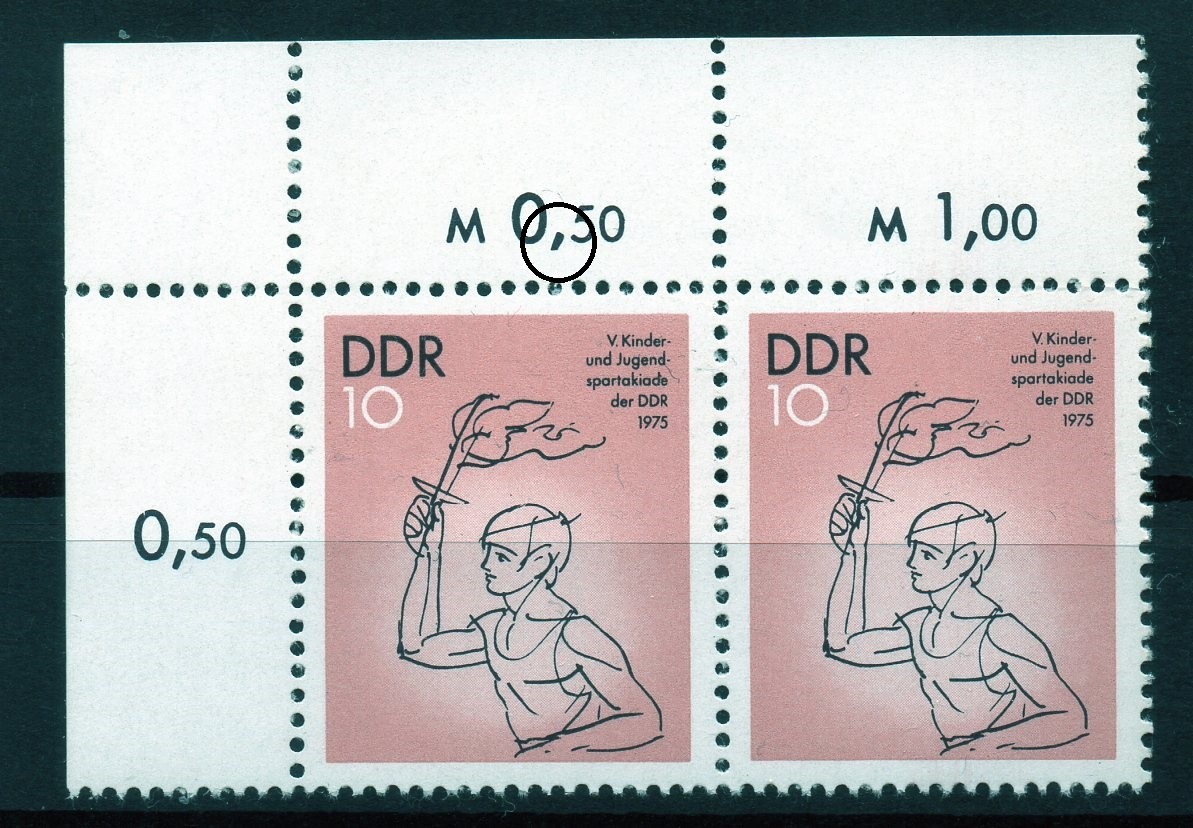 M 0,50
M 1,00
DDR
10
V. Kinder-
und Jugend-
spartakiade
der DDR
1975
DDR
10
V. Kinder-
und Jugend-
spartakiade
der DDR
1975
0,50